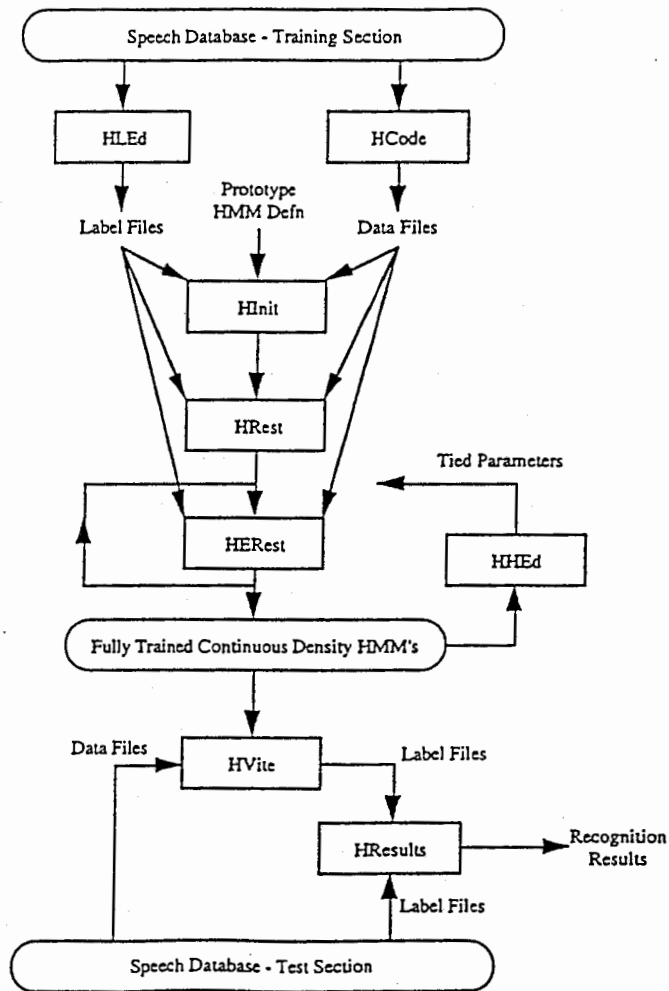 Speech Database - Training Section
HLEd
HCode
Prototype
HMM Defn
Label Files
Data Files
HInit
HRest
Tied Parameters
HERest
HHEd
Fully Trained Continuous Density HMM's
Data Files
HVite
Label Files
HResults
Recognition
Results
Label Files
Speech Database - Test Section